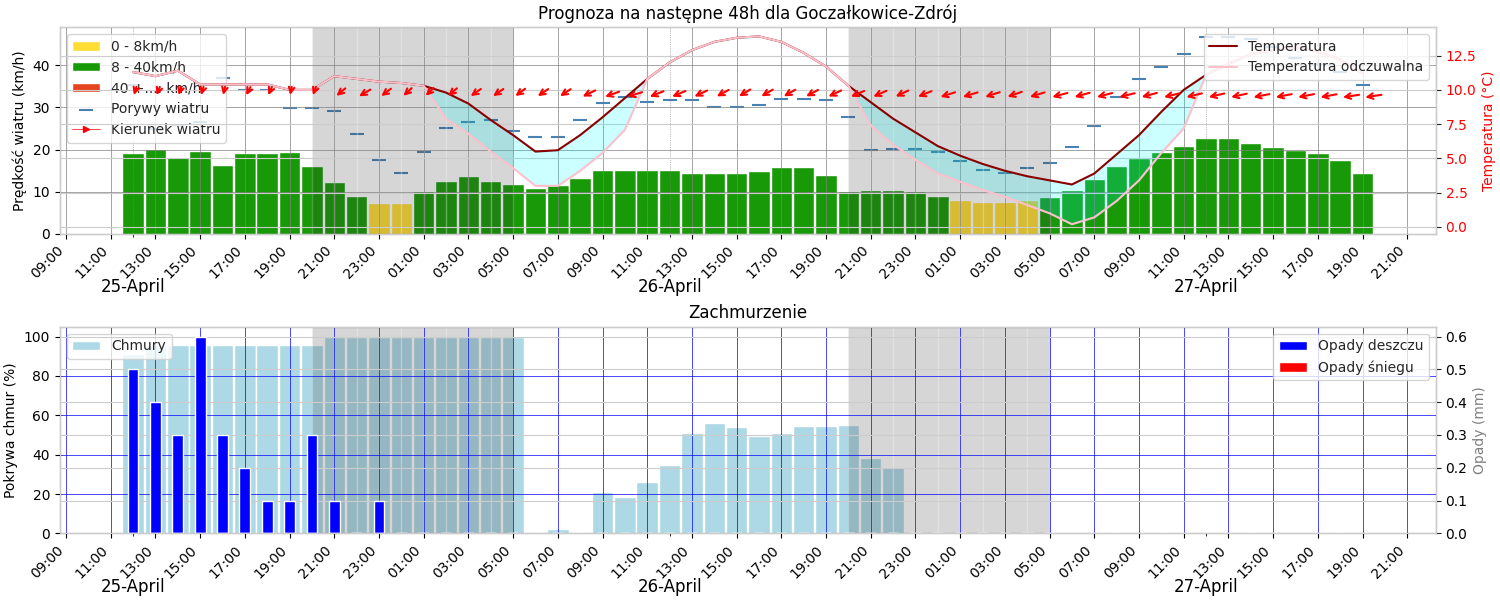 Prognoza na następne 48h dla Goczałkowice-Zdrój
Prędkość wiatru (km/h)
40
30
20
10
0
0 - 8km/h
8 - 40km/h
40 +... km/h
Porywy wiatru
Kierunek wiatru
Temperatura
Temperatura odczuwalna
12.5
10.0
7.5
5.0
2.5
0.0
Temperatura (°C)
09:00 11:00 13:00 15:00 17:00 19:00 21:00 23:00 01:00 03:00 05:00 07:00 09:00 11:00 13:00 15:00 17:00 19:00 21:00 23:00 01:00 03:00 05:00 07:00 09:00 11:00 13:00 15:00 17:00 19:00 21:00
25-April 26-April 27-April
Zachmurzenie
Pokrywa chmur (%)
100
80
60
40
20
0
Chmury
Opady deszczu
Opady śniegu
0.6
0.5
0.4
0.3
0.2
0.1
0.0
Opady (mm)
09:00 11:00 13:00 15:00 17:00 19:00 21:00 23:00 01:00 03:00 05:00 07:00 09:00 11:00 13:00 15:00 17:00 19:00 21:00 23:00 01:00 03:00 05:00 07:00 09:00 11:00 13:00 15:00 17:00 19:00 21:00
25-April 26-April 27-April